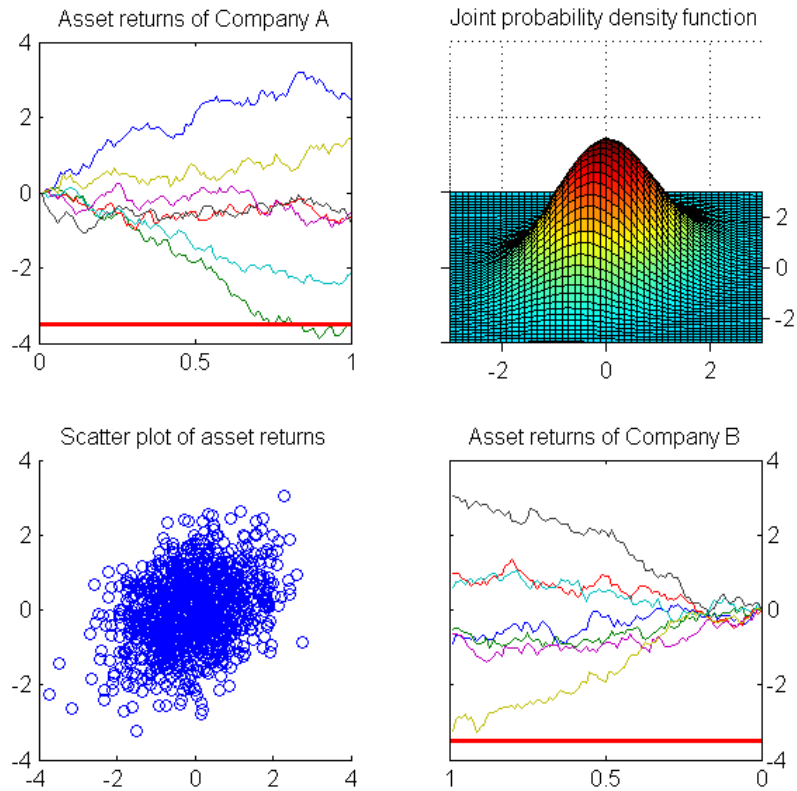 Asset returns of Company A
4
2
0
-2
-4
0 0.5 1
Joint probability density function
2
0
-2
-2 0 2
Scatter plot of asset returns
4
2
0
-2
-4
-4 -2 0 2 4
Asset returns of Company B
4
2
0
-2
-4
1 0.5 0